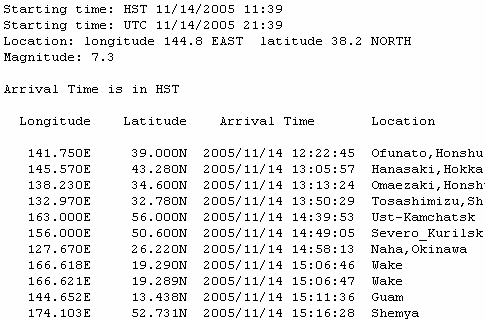 Starting time: HST 11/14/2005 11:39
Starting time: UTC 11/14/2005 21:39
Location: longitude 144.8 EAST  latitude 38.2 NORTH
Magnitude: 7.3
Arrival Time is in HST
Longitude Latitude Arrival Time Location
141.750E 39.000N 2005/11/14 12:22:45 Ofunato,Honshu
145.570E 43.280N 2005/11/14 13:05:57 Hanasaki,Hokka
138.230E 34.600N 2005/11/14 13:13:24 Omaezaki,Honsh
132.970E 32.780N 2005/11/14 13:50:29 Tosashimizu,Sh
163.000E 56.000N 2005/11/14 14:39:53 Ust-Kamchatsk
156.000E 50.600N 2005/11/14 14:49:05 Severo_Kurilsk
127.670E 26.220N 2005/11/14 14:58:13 Naha,Okinawa
166.618E 19.290N 2005/11/14 15:06:46 Wake
166.621E 19.289N 2005/11/14 15:06:47 Wake
144.652E 13.438N 2005/11/14 15:11:36 Guam
174.103E 52.731N 2005/11/14 15:16:28 Shemya